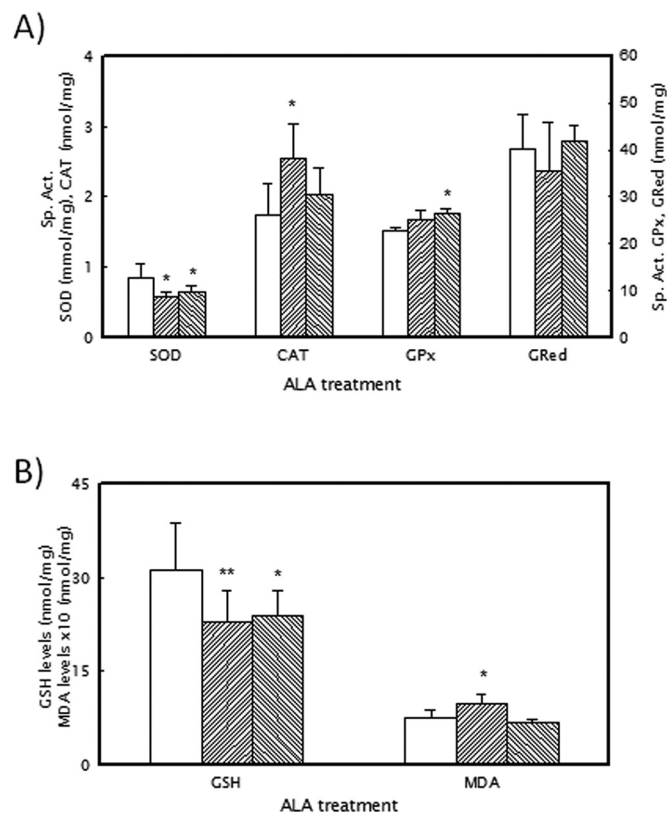 A)
Sp. Act.
SOD (mmol/mg), CAT (nmol/mg)
4
3
2
1
0
*
*
*
*
60
50
40
30
20
10
0
Sp. Act. GPx, GRed (nmol/mg)
SOD CAT GPx GRed
ALA treatment
B)
GSH levels (nmol/mg)
MDA levels x10 (nmol/mg)
45
30
15
0
**
*
*
GSH MDA
ALA treatment